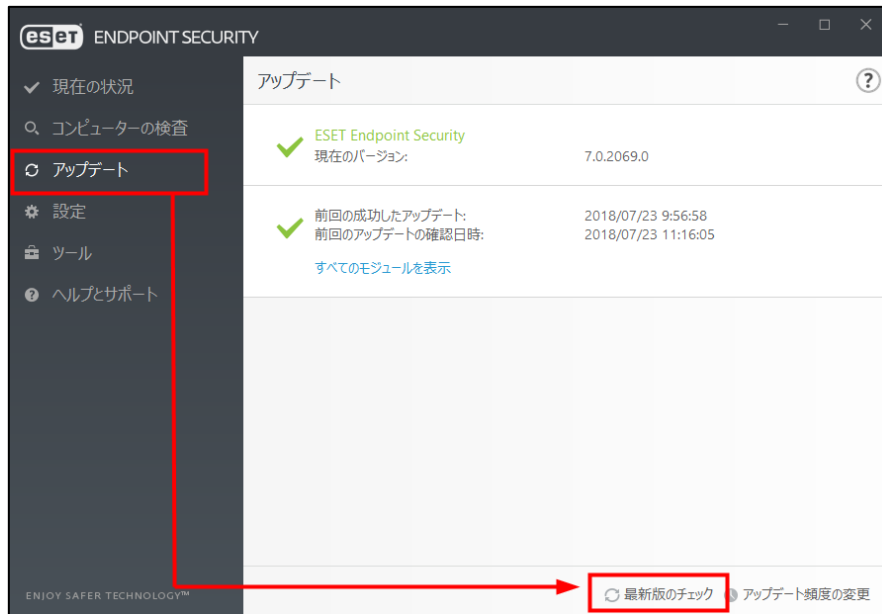 eset ENDPOINT SECURITY
現在の状況
コンピューターの検査
アップデート
設定
ツール
ヘルプとサポート
ENJOY SAFER TECHNOLOGY™
アップデート
?
ESET Endpoint Security
現在のバージョン: 7.0.2069.0
前回の成功したアップデート: 2018/07/23 9:56:58
前回のアップデートの確認日時: 2018/07/23 11:16:05
すべてのモジュールを表示
最新版のチェック アップデート頻度の変更